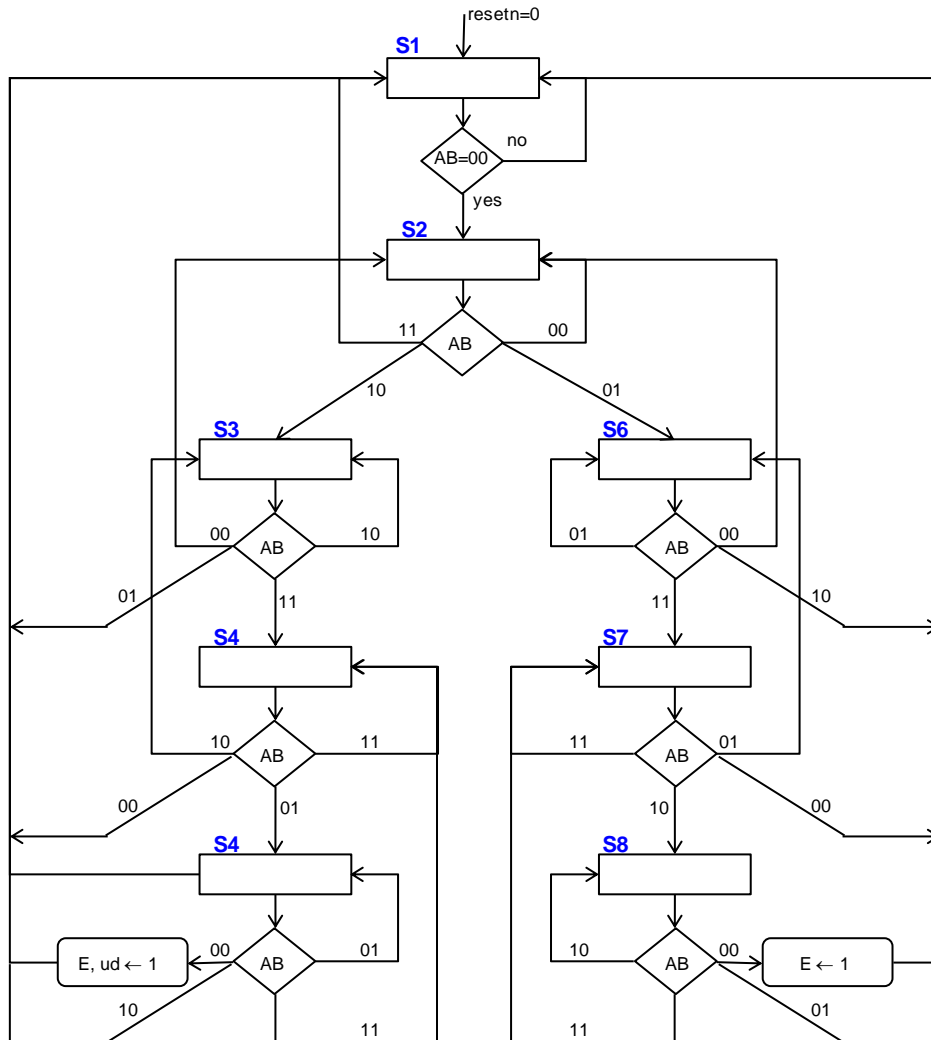 resetn=0
S1
no
AB=00
yes
S2
11 AB 00
10 01
S3 S6
00 AB 10 01 AB 00
01 11 11 10
S4 S7
10 AB 11 11 AB 01
00 01 10 00
S4 S8
00 AB 01 10 AB 00
E, ud ← 1 E ← 1
10 11 11 01